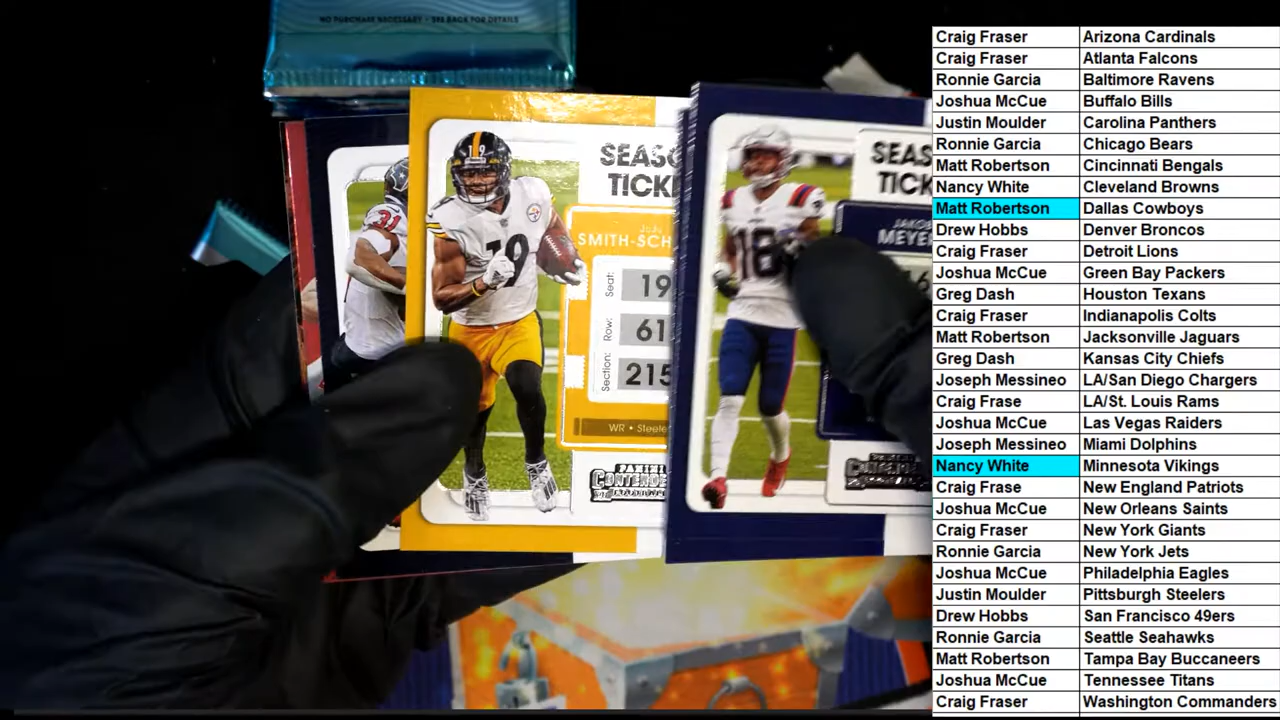 NO PURCHASE NECESSARY • SEE BACK FOR DETAILS
31
19
SEASO
TICKE
JUJU
SMITH-SCH
Seat: 19
Row: 61
Section: 215
WR • Steele
PANINI
CONTENDE
19
16
SEAS
TICK
JAKO
MEYE
Craig Fraser Arizona Cardinals
Craig Fraser Atlanta Falcons
Ronnie Garcia Baltimore Ravens
Joshua McCue Buffalo Bills
Justin Moulder Carolina Panthers
Ronnie Garcia Chicago Bears
Matt Robertson Cincinnati Bengals
Nancy White Cleveland Browns
Matt Robertson Dallas Cowboys
Drew Hobbs Denver Broncos
Craig Fraser Detroit Lions
Joshua McCue Green Bay Packers
Greg Dash Houston Texans
Craig Fraser Indianapolis Colts
Matt Robertson Jacksonville Jaguars
Greg Dash Kansas City Chiefs
Joseph Messineo LA/San Diego Chargers
Craig Frase LA/St. Louis Rams
Joshua McCue Las Vegas Raiders
Joseph Messineo Miami Dolphins
Nancy White Minnesota Vikings
Craig Frase New England Patriots
Joshua McCue New Orleans Saints
Craig Fraser New York Giants
Ronnie Garcia New York Jets
Joshua McCue Philadelphia Eagles
Justin Moulder Pittsburgh Steelers
Drew Hobbs San Francisco 49ers
Ronnie Garcia Seattle Seahawks
Matt Robertson Tampa Bay Buccaneers
Joshua McCue Tennessee Titans
Craig Fraser Washington Commanders